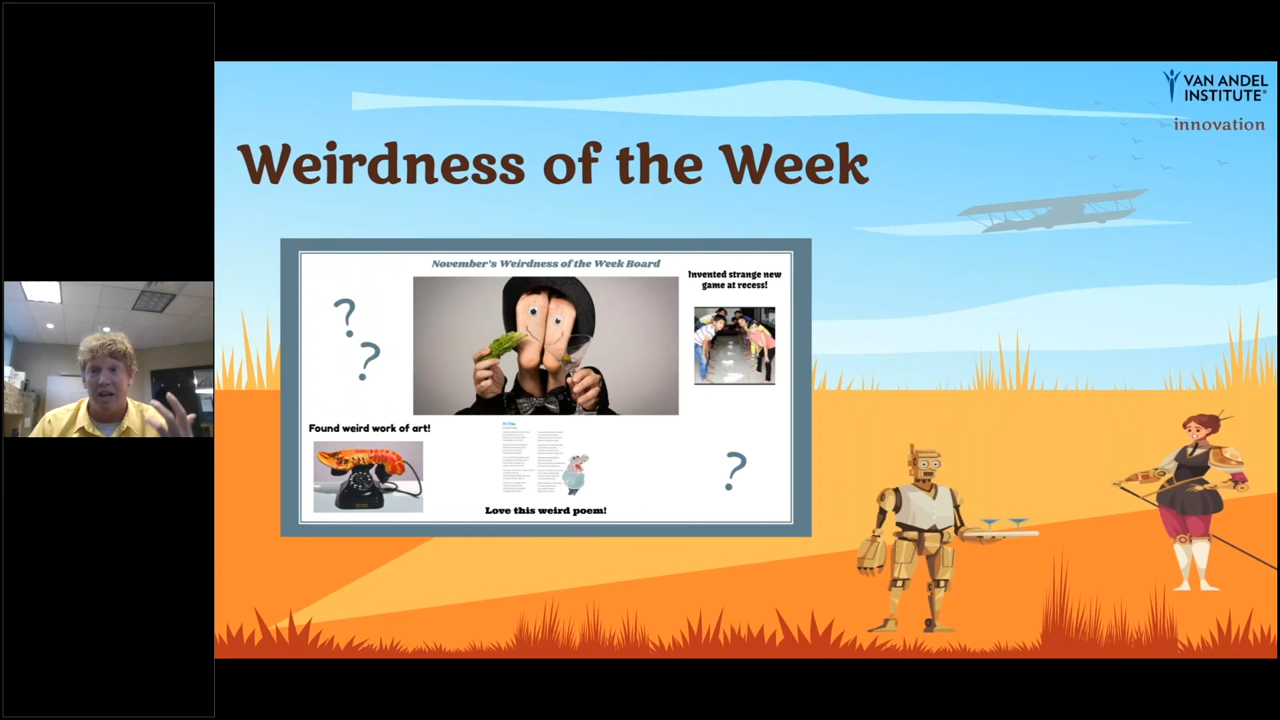 VAN ANDEL
INSTITUTE®
innovation
Weirdness of the Week
November's Weirdness of the Week Board
Invented strange new
game at recess!
?
?
Found weird work of art!
?
Love this weird poem!